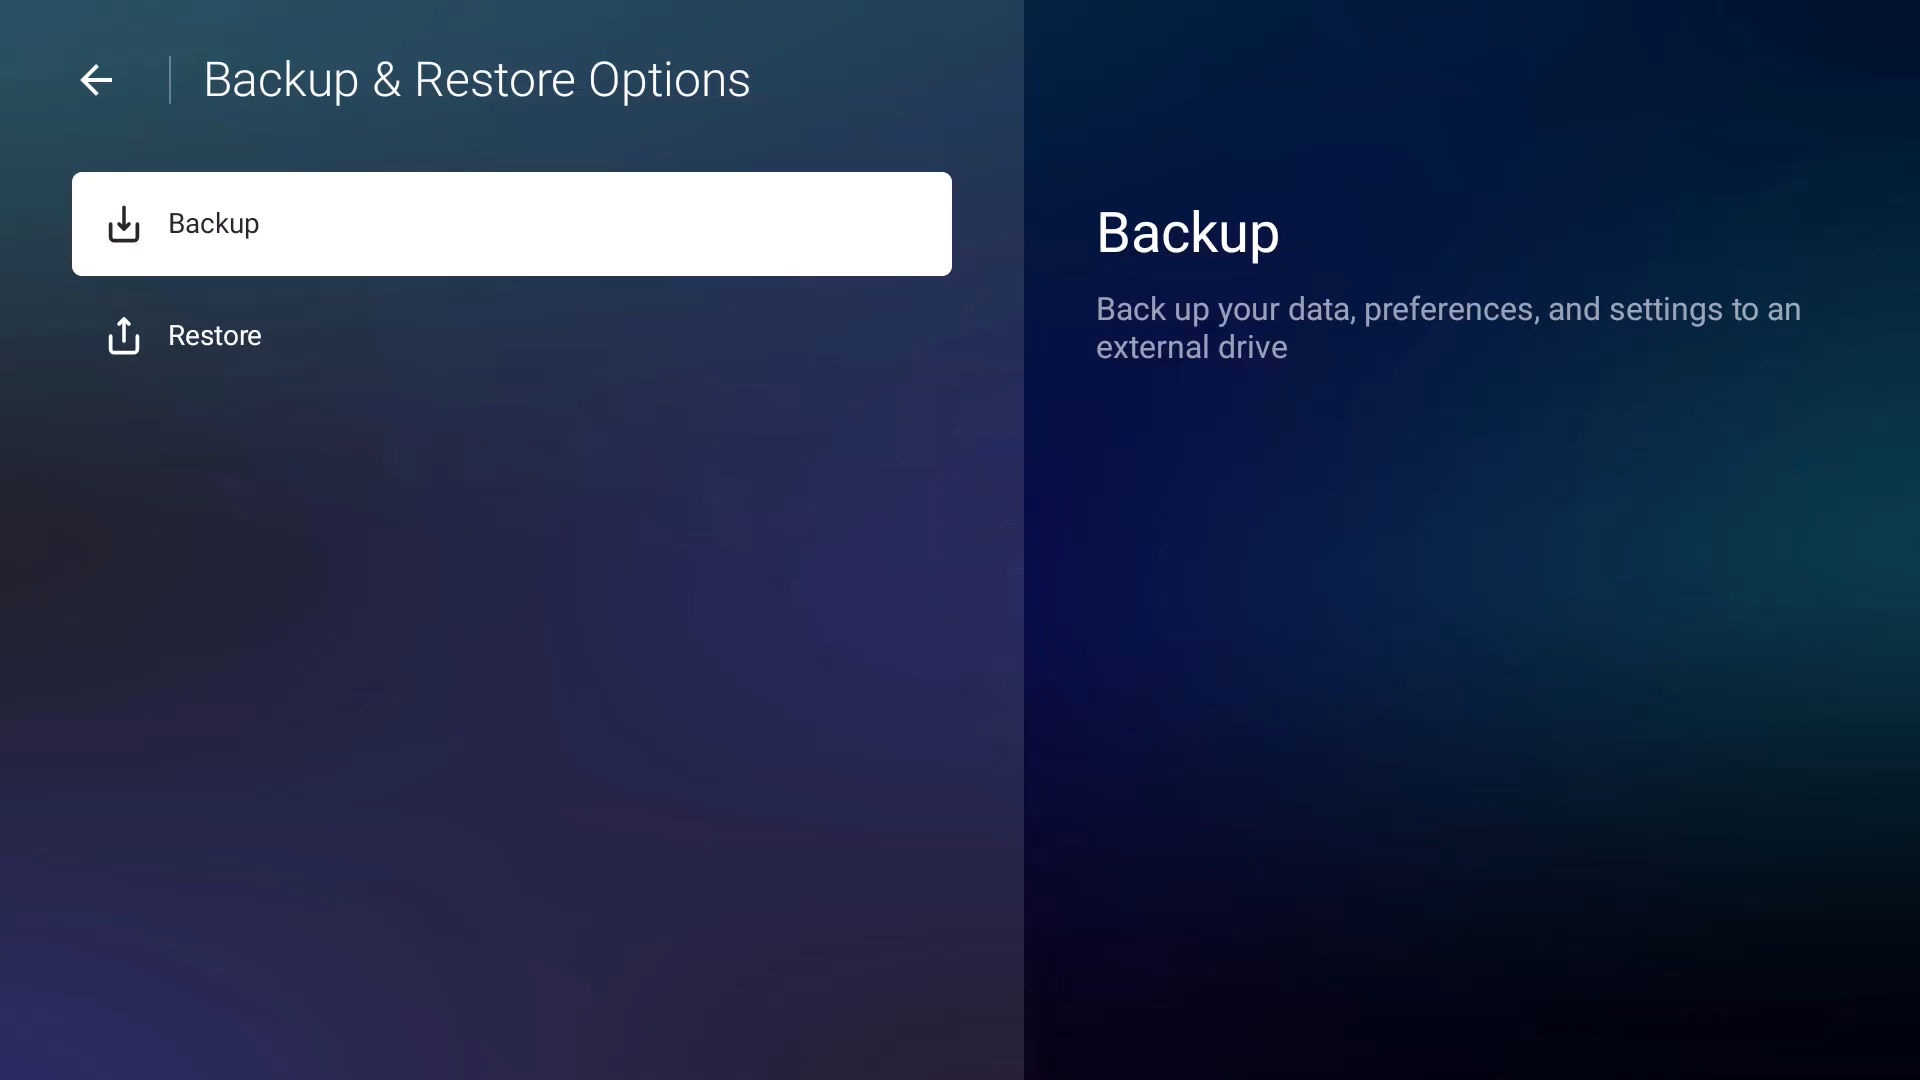 Backup & Restore Options
Backup
Restore
Backup
Back up your data, preferences, and settings to an
external drive